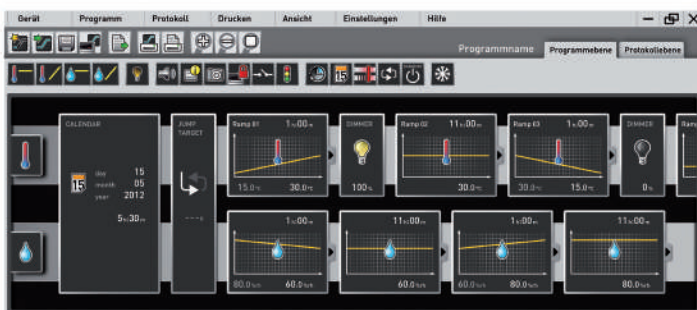 Gerät Programm Protokoll Drucken Ansicht Einstellungen Hilfe
Programmname Programmebene Protokollebene
15
CALENDAR
15
day 15
month 05
year 2012
5h:30m
JUMP TARGET
Ramp 01 1h:00m
15.0°C 30.0°C
DIMMER
100%
Ramp 02 11h:00m
30.0°C
Ramp 03 1h:00m
30.0°C 15.0°C
DIMMER
0%
Ramp
1h:00m
80.0%rh 60.0%rh
11h:00m
60.0%rh
1h:00m
60.0%rh 80.0%rh
11h:00m
80.0%rh